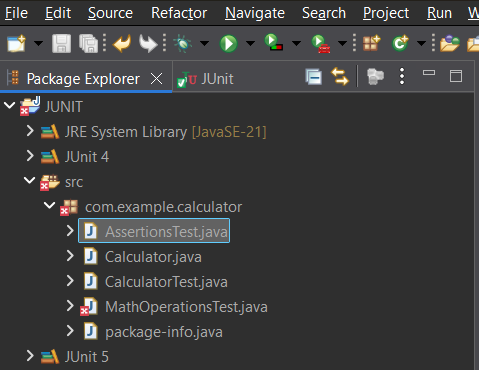 File Edit Source Refactor Navigate Search Project Run W
Package Explorer JUnit
JUNIT
JRE System Library [JavaSE-21]
JUnit 4
src
com.example.calculator
AssertionsTest.java
Calculator.java
CalculatorTest.java
MathOperationsTest.java
package-info.java
JUnit 5